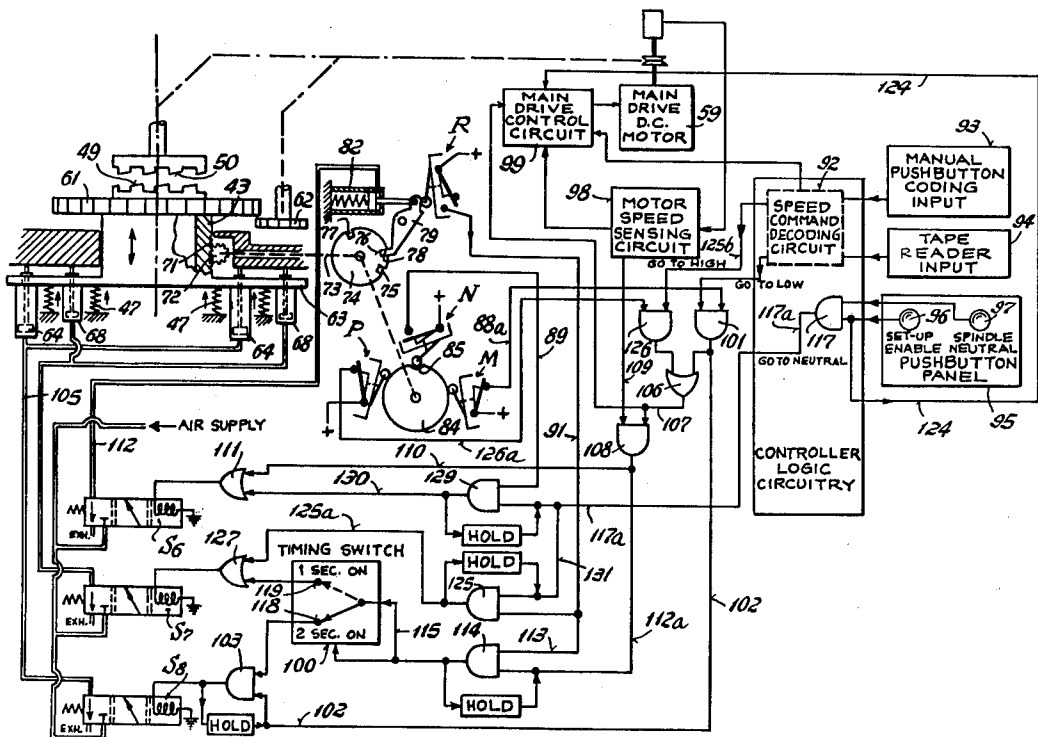 124
MAIN DRIVE CONTROL CIRCUIT
99
MAIN DRIVE D.C. MOTOR
59
93
MANUAL PUSHBUTTON CODING INPUT
92
SPEED COMMAND DECODING CIRCUIT
94
TAPE READER INPUT
98
MOTOR SPEED SENSING CIRCUIT
125b
GO TO HIGH
GO TO LOW
117a
GO TO NEUTRAL
117
96
97
SET-UP ENABLE
SPINDLE NEUTRAL
PUSHBUTTON PANEL
95
124
CONTROLLER LOGIC CIRCUITRY
49
50
61
43
62
71
72
47
47
63
64
68
64
68
82
R
77
76
79
78
73
74
75
N
P
M
85
84
88a
89
126
101
109
106
107
108
126a
110
91
105
112
AIR SUPPLY
111
130
129
HOLD
117a
S6
EXH.
127
125a
TIMING SWITCH
1 SEC. ON
119
118
2 SEC. ON
100
HOLD
125
131
102
112a
S7
EXH.
115
114
113
HOLD
103
S8
EXH.
HOLD
102
+
+
+
+